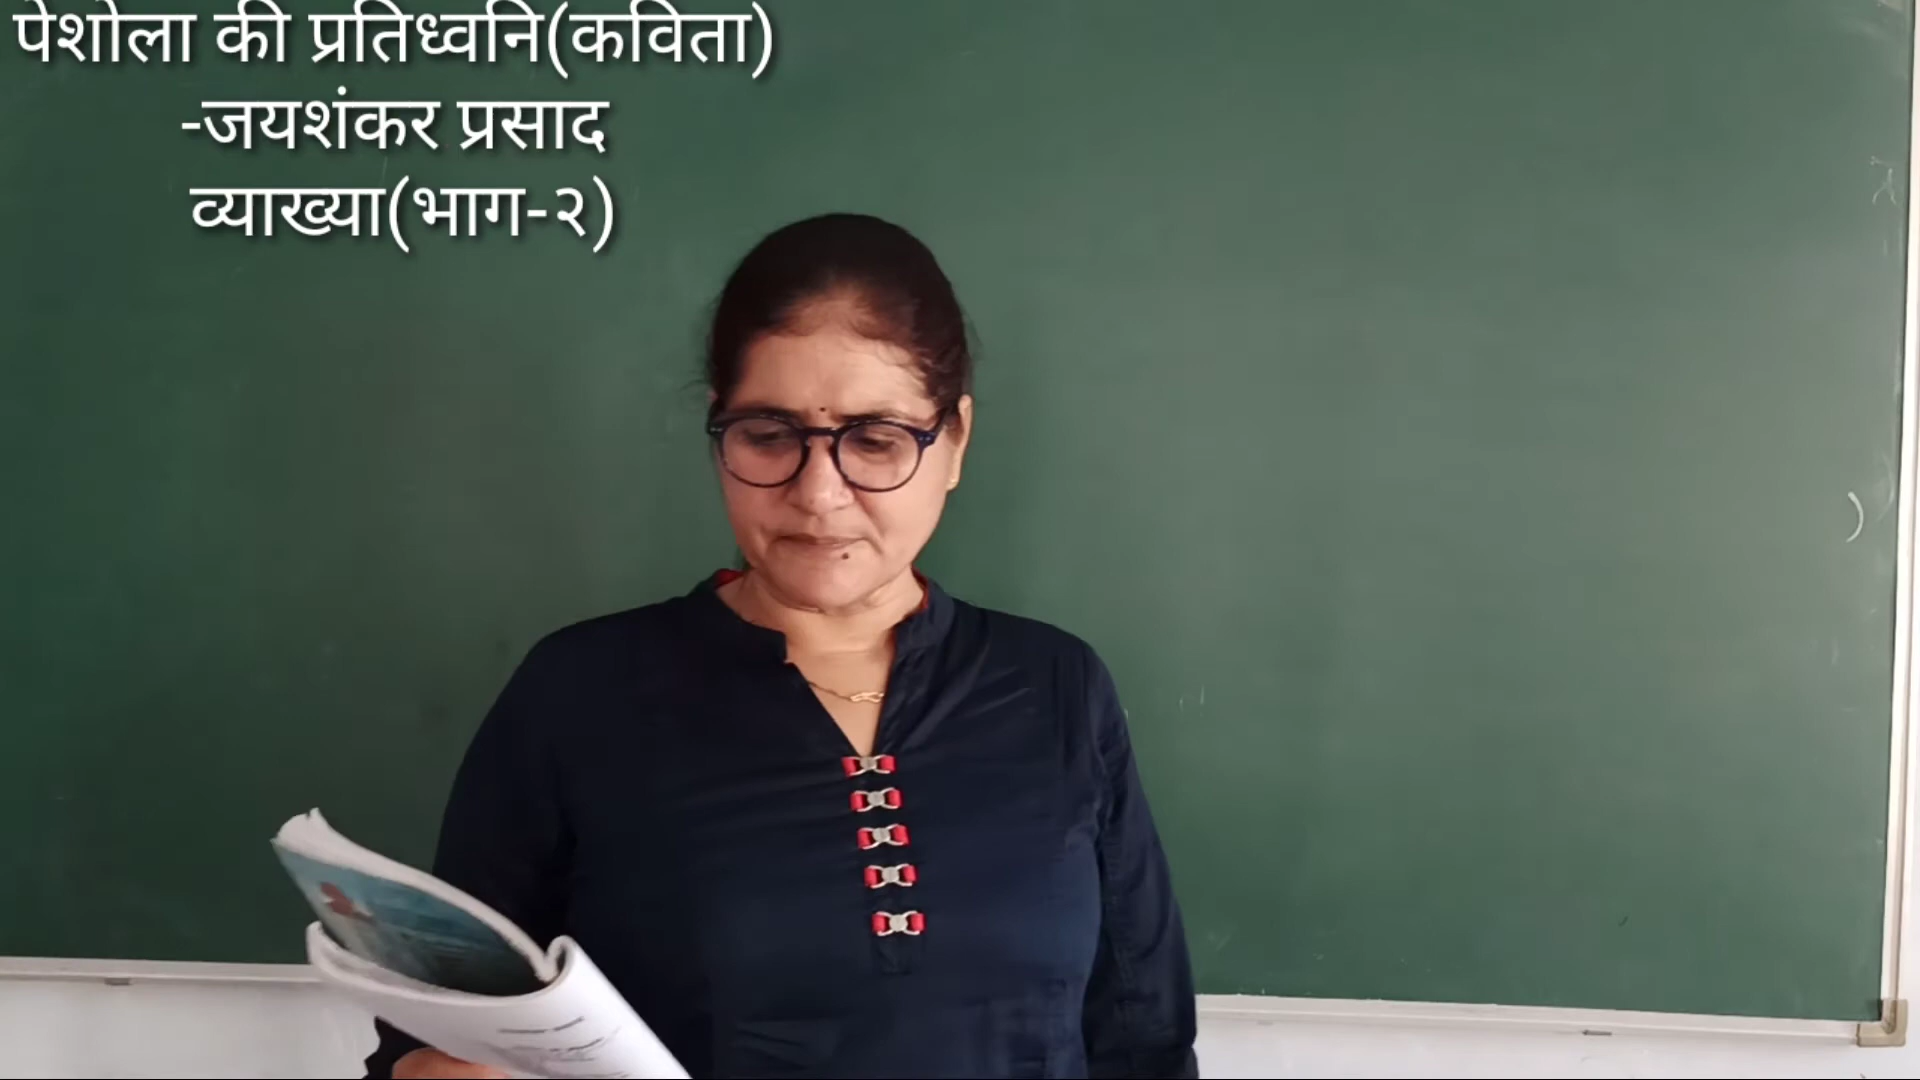 पेशोला की प्रतिध्वनि(कविता)
-जयशंकर प्रसाद
व्याख्या(भाग-२)